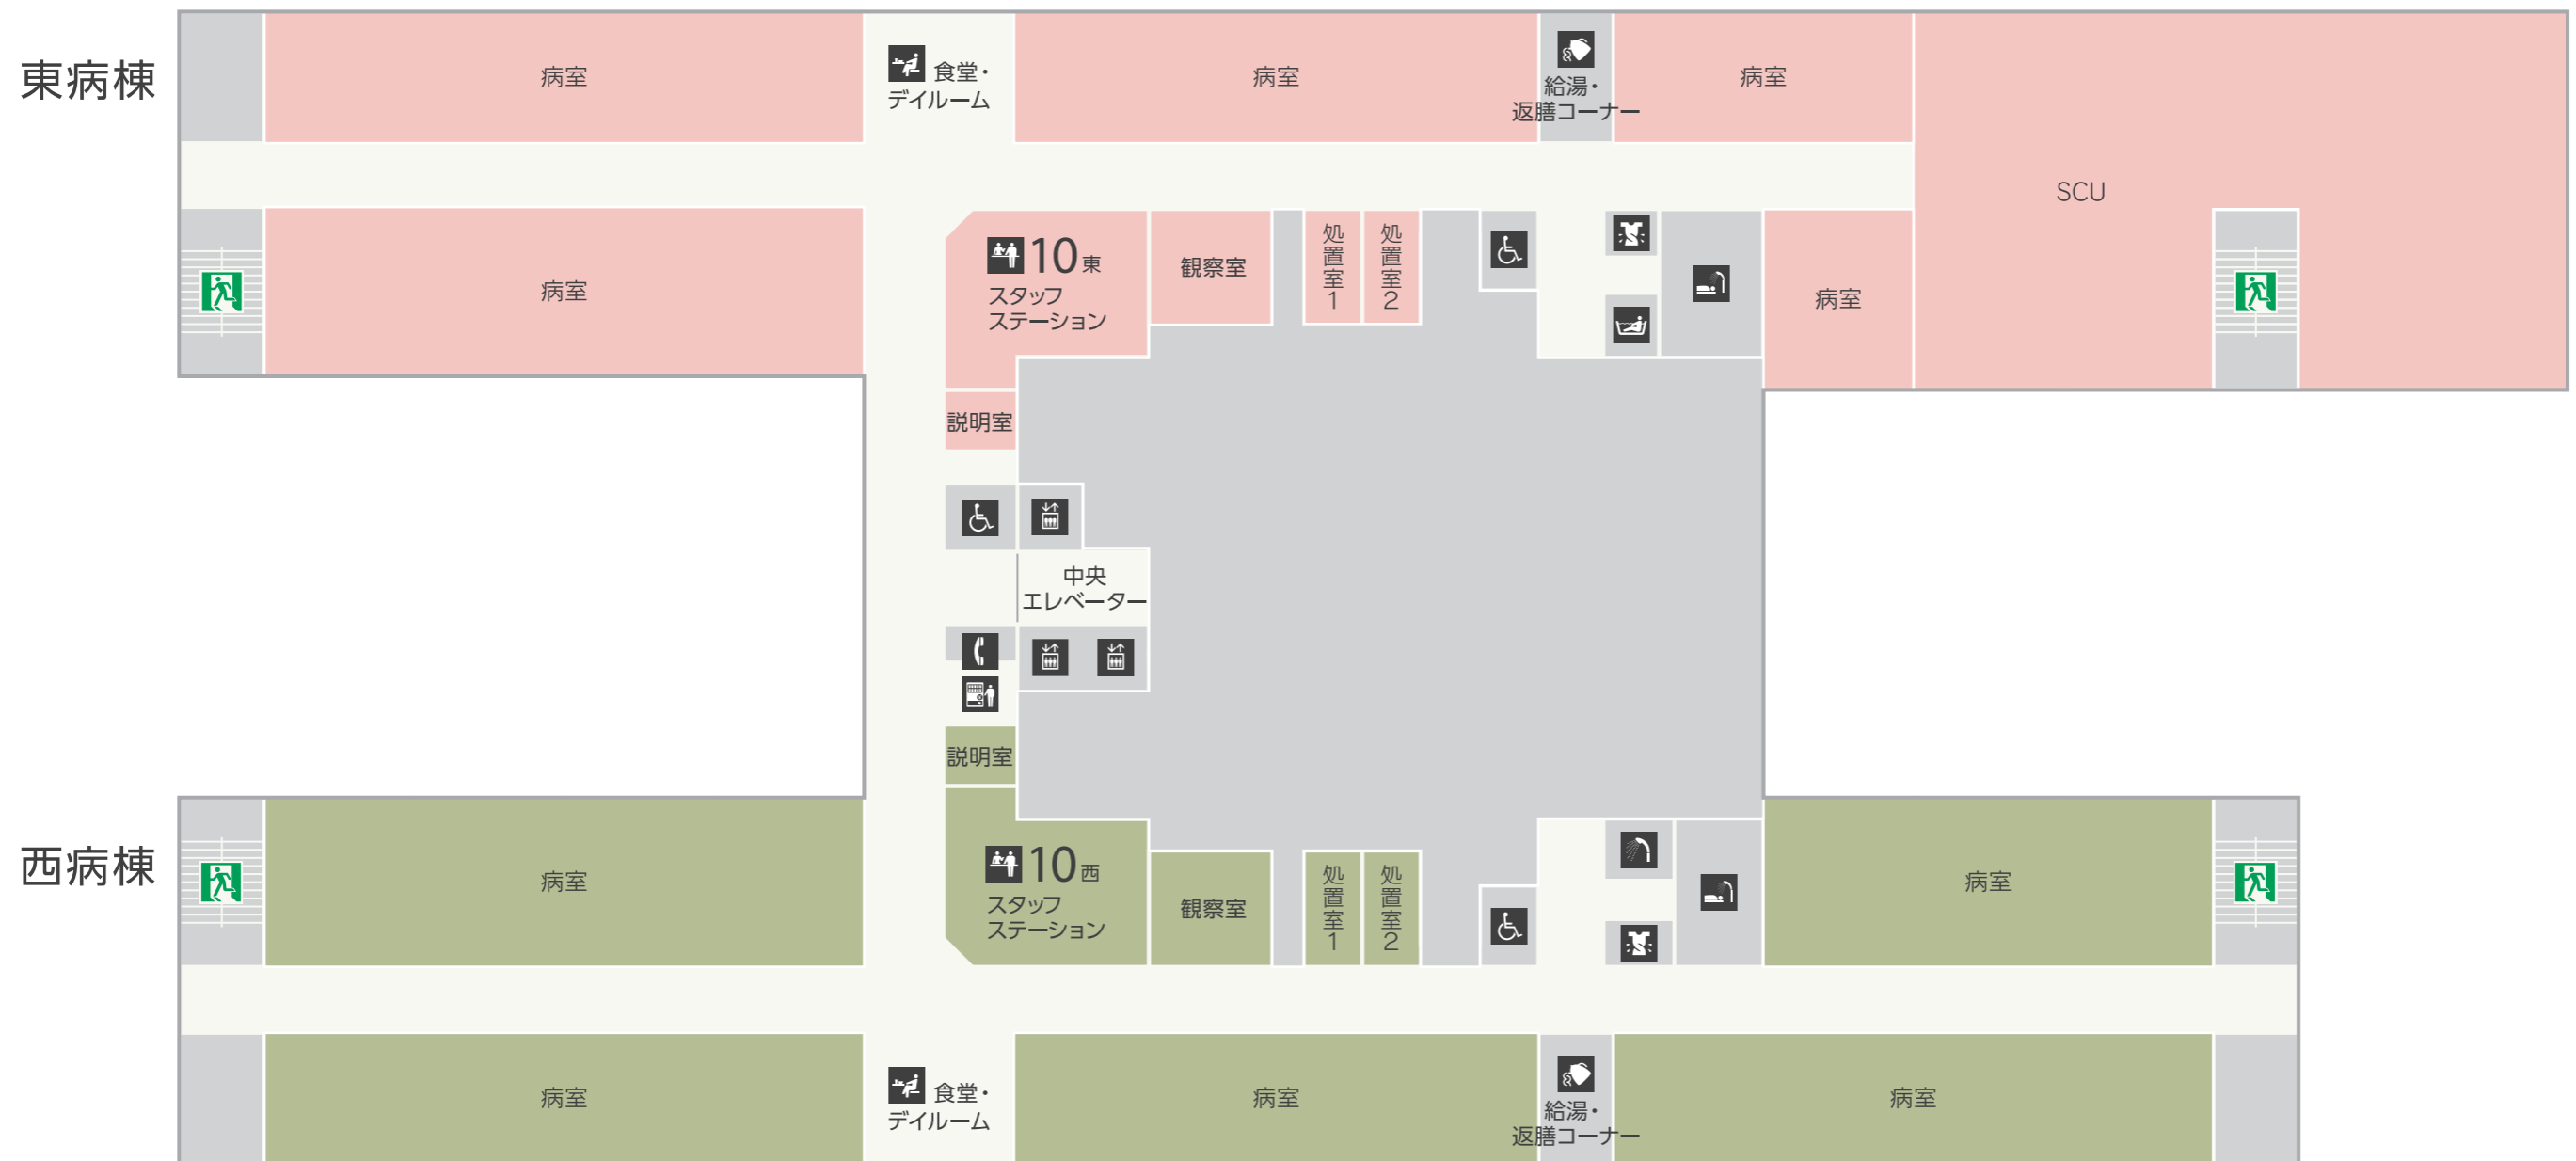 東病棟
病室
食堂・
デイルーム
病室
給湯・
返膳コーナー
病室
SCU
病室
10東
スタッフ
ステーション
観察室
処置室1
処置室2
病室
説明室
中央
エレベーター
説明室
西病棟
病室
10西
スタッフ
ステーション
観察室
処置室1
処置室2
病室
病室
食堂・
デイルーム
病室
給湯・
返膳コーナー
病室